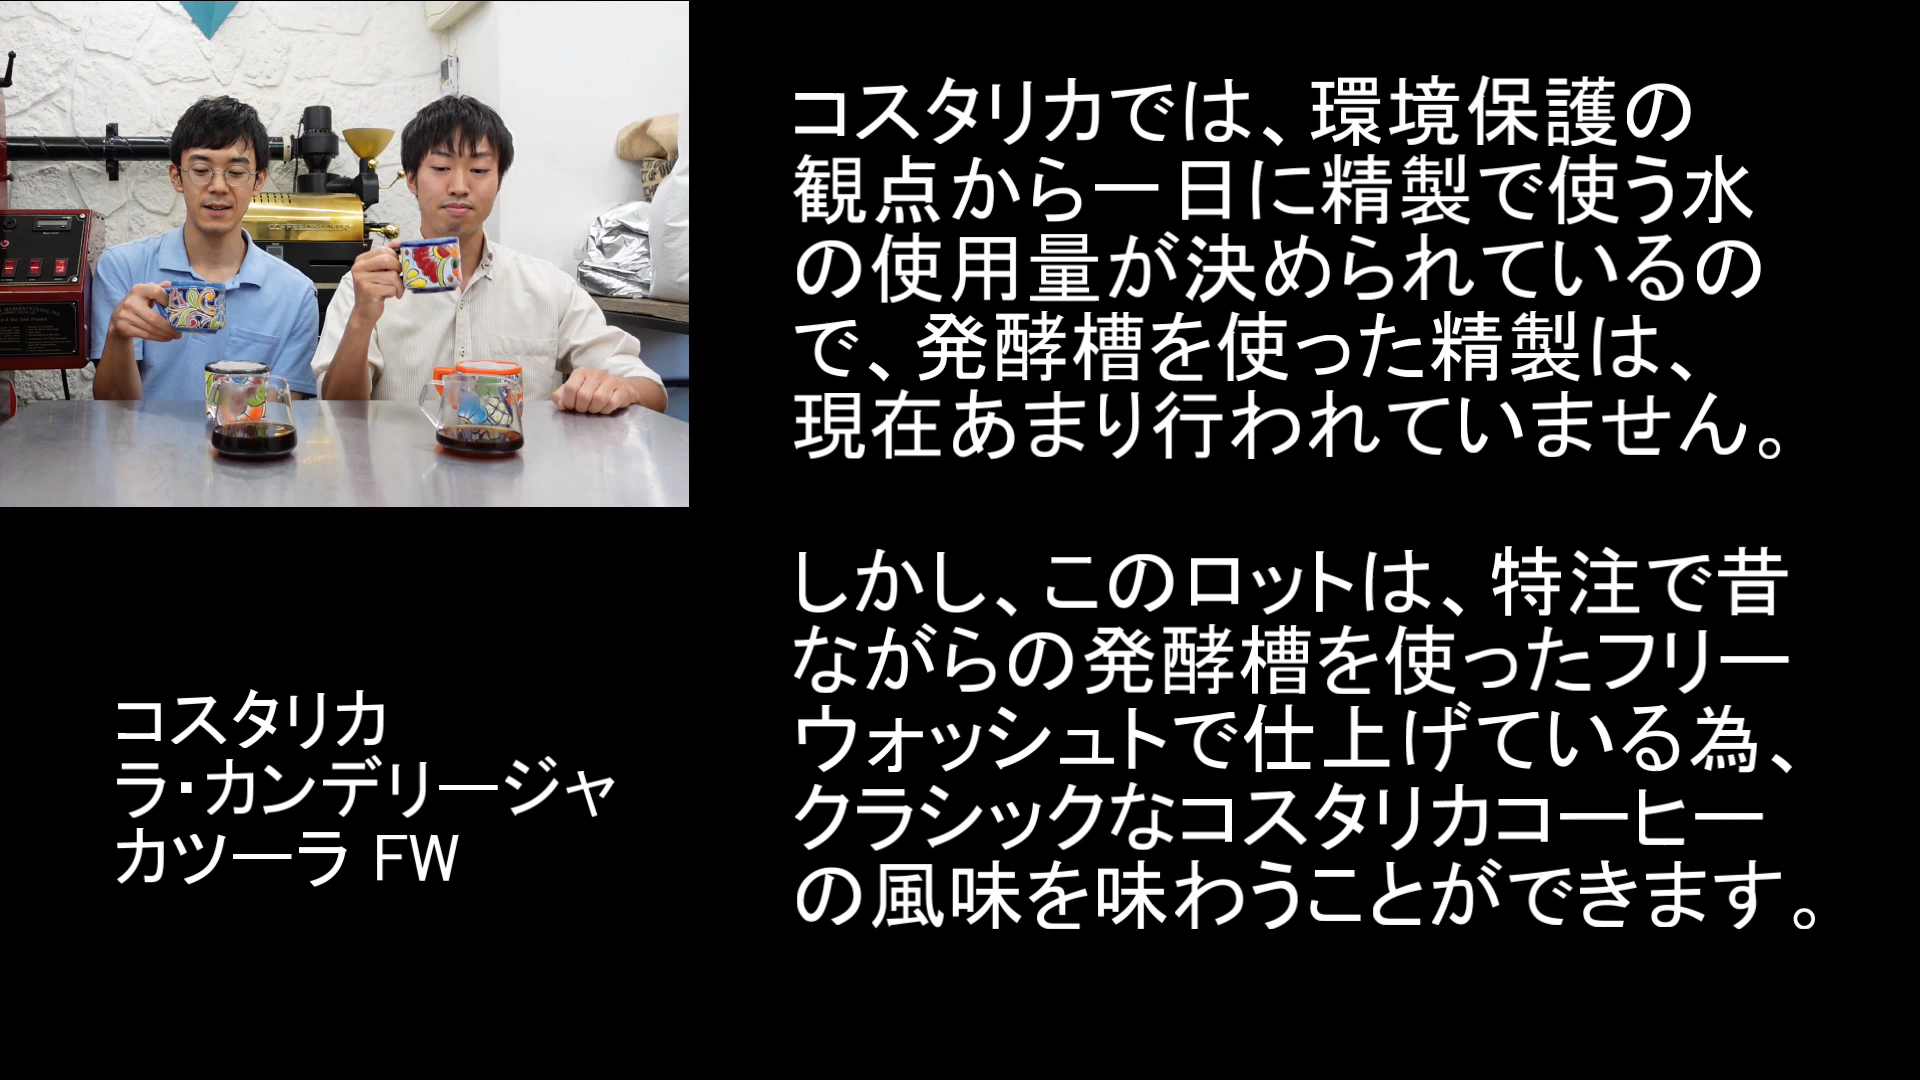 コスタリカでは、環境保護の
観点から一日に精製で使う水
の使用量が決められているの
で、発酵槽を使った精製は、
現在あまり行われていません。
しかし、このロットは、特注で昔
ながらの発酵槽を使ったフリー
ウォッシュトで仕上げている為、
クラシックなコスタリカコーヒー
の風味を味わうことができます。
コスタリカ
ラ・カンデリージャ
カツーラ FW
COFFEE DISCOVERY